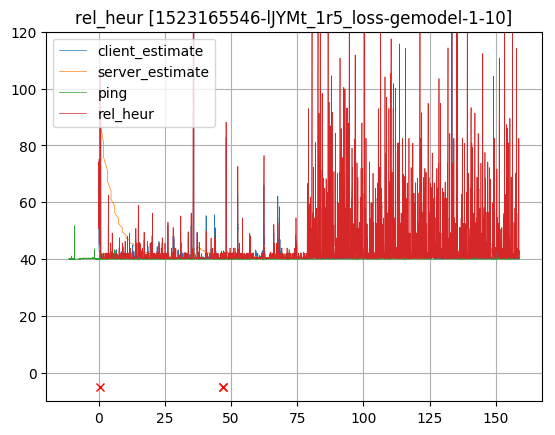 rel_heur [1523165546-lJYMt_1r5_loss-gemodel-1-10]
client_estimate
server_estimate
ping
rel_heur
120
100
80
60
40
20
0
0 25 50 75 100 125 150